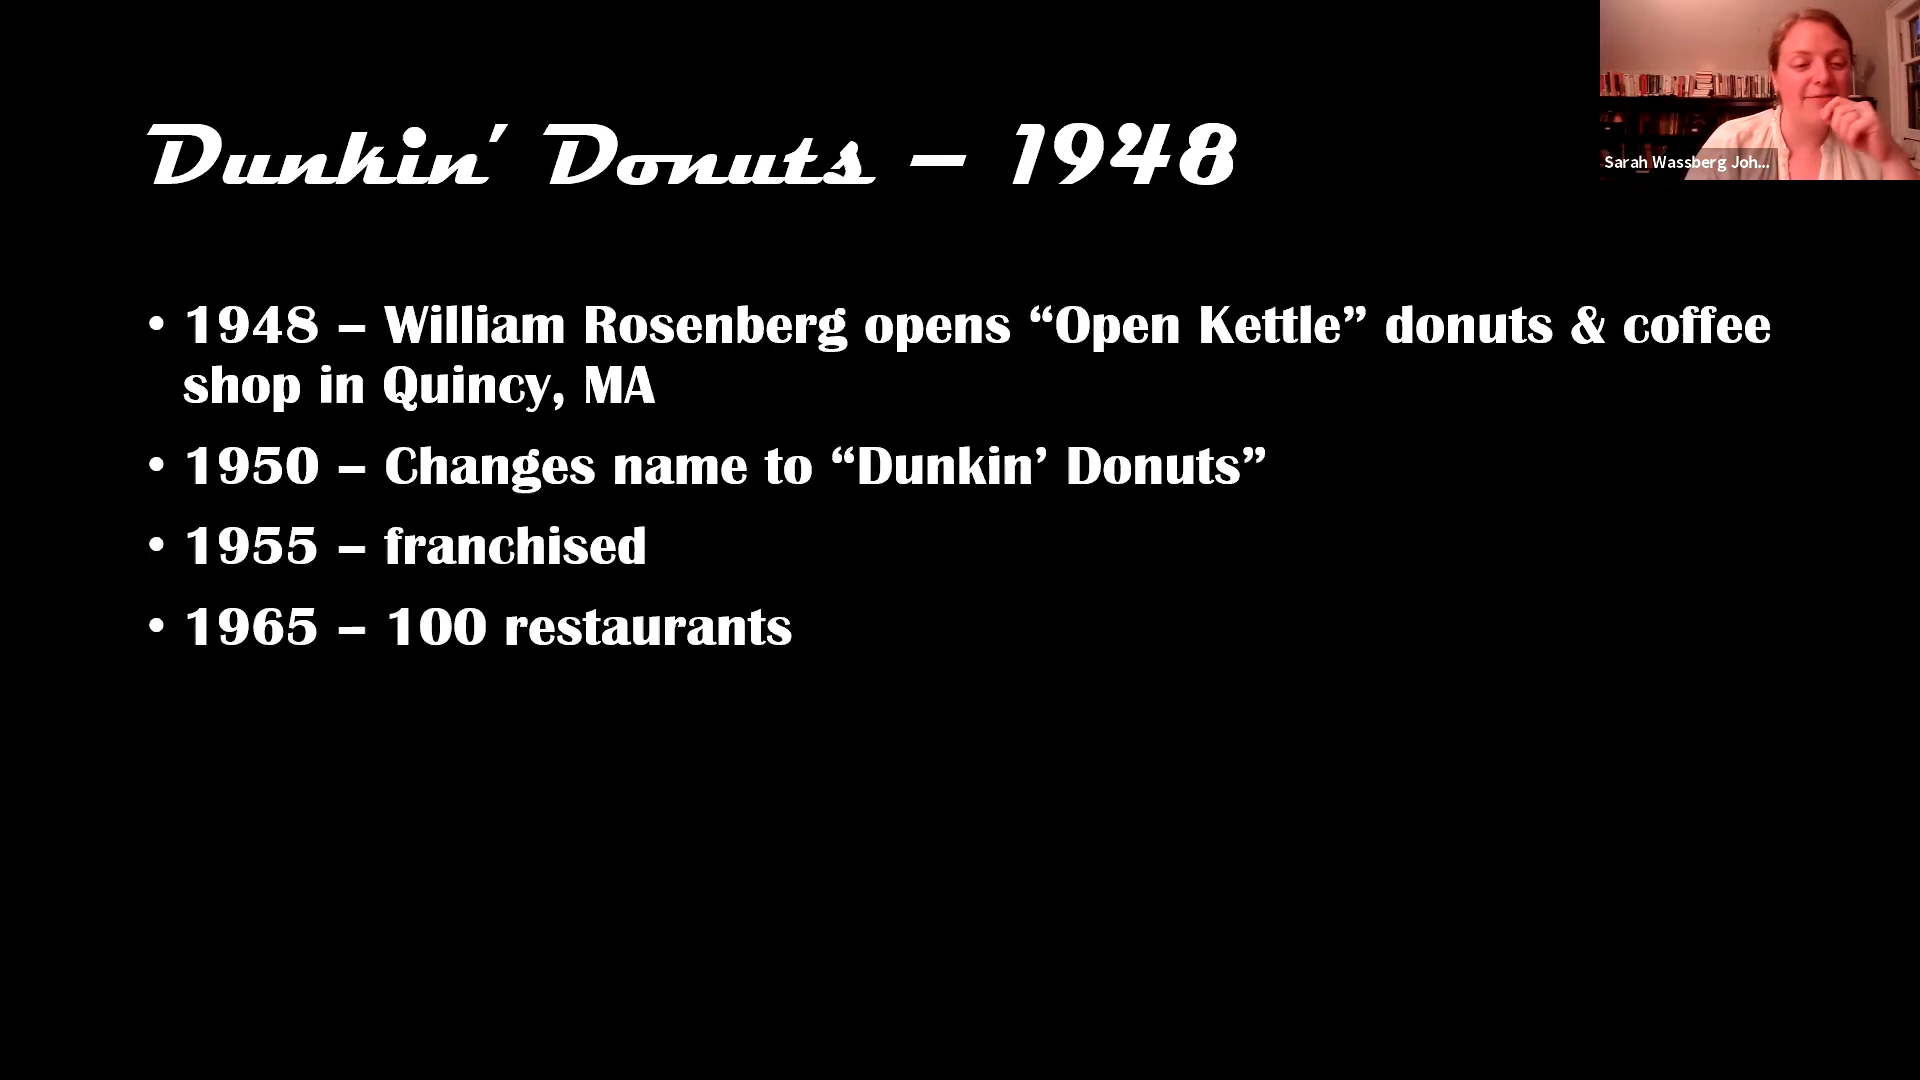 Dunkin’ Donuts – 1948
Sarah Wassberg Joh...
• 1948 – William Rosenberg opens “Open Kettle” donuts & coffee
shop in Quincy, MA
• 1950 – Changes name to “Dunkin’ Donuts”
• 1955 – franchised
• 1965 – 100 restaurants